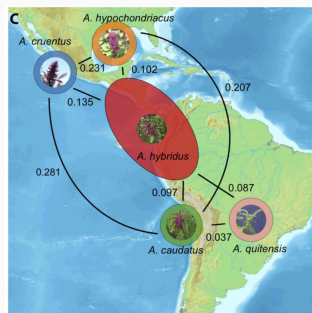 C
A. hypochondriacus
A. cruentus
0.231
0.102
0.207
0.135
A. hybridus
0.281
0.097
0.087
0.037
A. caudatus
A. quitensis